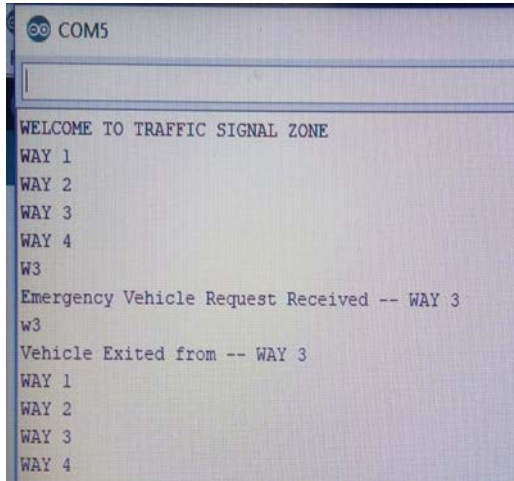 COM5
WELCOME TO TRAFFIC SIGNAL ZONE
WAY 1
WAY 2
WAY 3
WAY 4
W3
Emergency Vehicle Request Received -- WAY 3
w3
Vehicle Exited from -- WAY 3
WAY 1
WAY 2
WAY 3
WAY 4